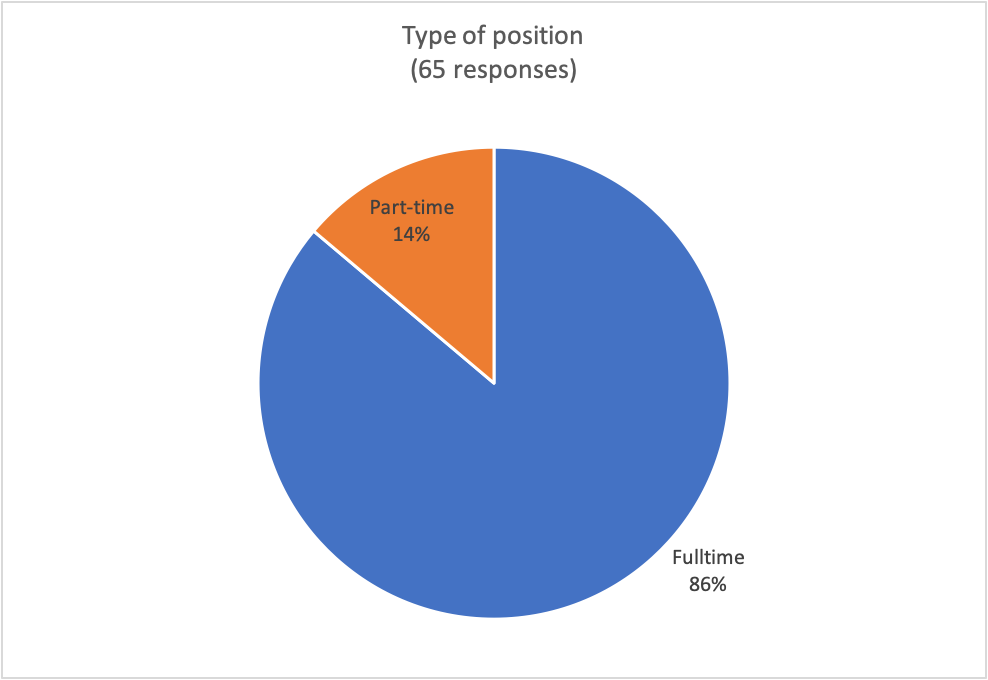 Type of position
(65 responses)
Part-time
14%
Fulltime
86%